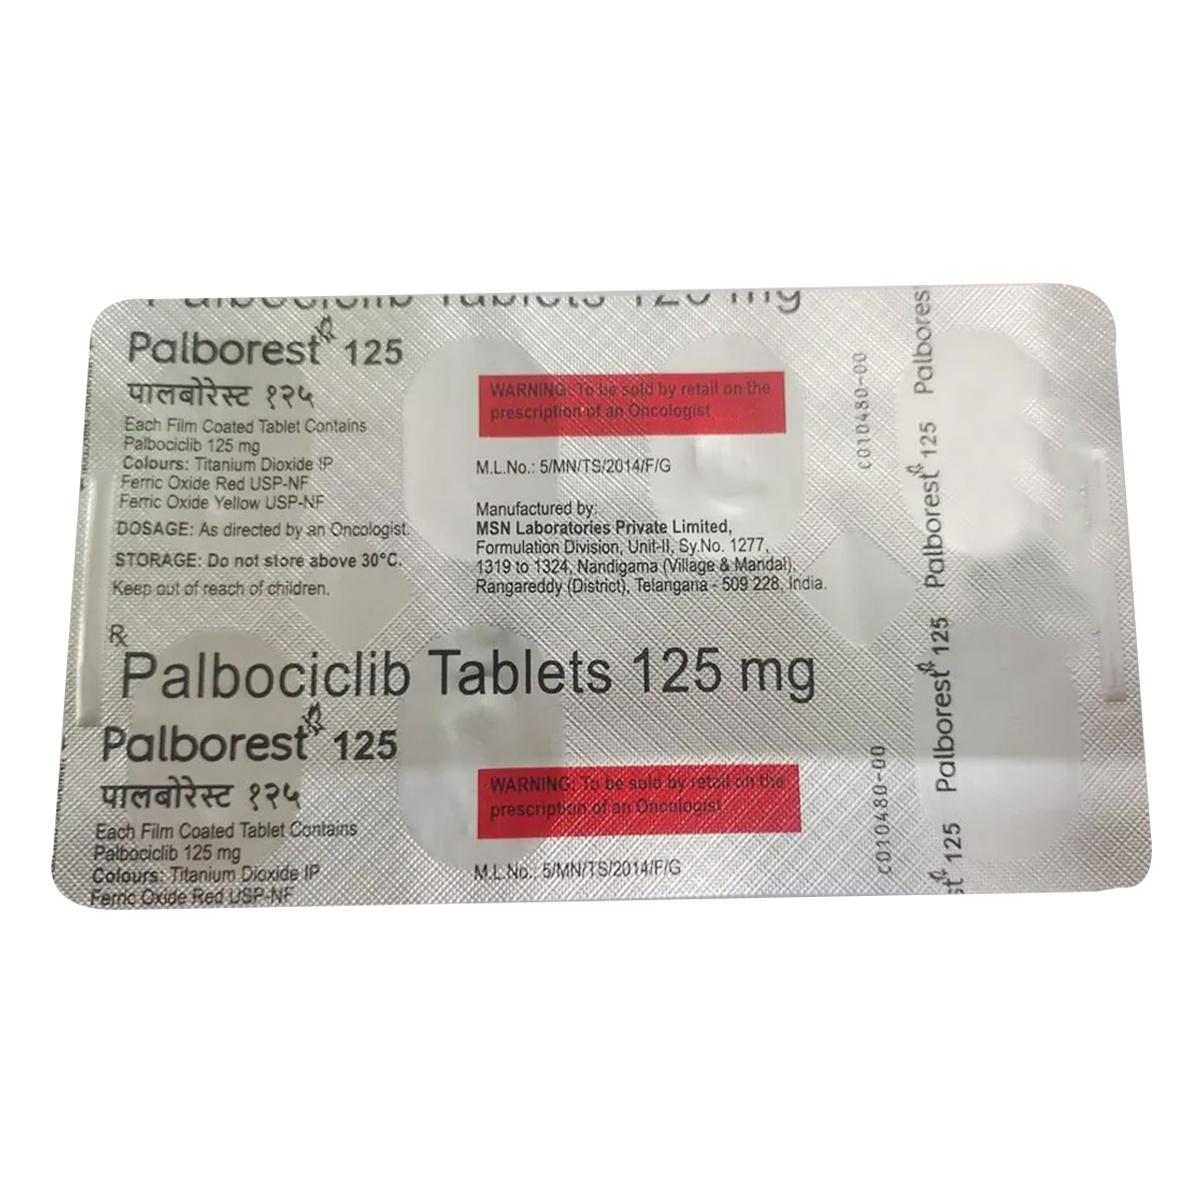 Palbociclib Tablets 125 mg
Palborest 125
पालबोरेस्ट १२५
Each Film Coated Tablet Contains
Palbociclib 125 mg
Colours: Titanium Dioxide IP
Ferric Oxide Red USP-NF
Ferric Oxide Yellow USP-NF
DOSAGE: As directed by an Oncologist.
STORAGE: Do not store above 30°C.
Keep out of reach of children.
WARNING: To be sold by retail on the
prescription of an Oncologist
M.L.No.: 5/MN/TS/2014/F/G
Manufactured by:
MSN Laboratories Private Limited,
Formulation Division, Unit-II, Sy.No. 1277,
1319 to 1324, Nandigama (Village & Mandal),
Rangareddy (District), Telangana - 509 228, India.
C010480-00
Rx
Palbociclib Tablets 125 mg
Palborest 125
पालबोरेस्ट १२५
Each Film Coated Tablet Contains
Palbociclib 125 mg
Colours: Titanium Dioxide IP
Ferric Oxide Red USP-NF
WARNING: To be sold by retail on the
prescription of an Oncologist
M.L.No.: 5/MN/TS/2014/F/G
C010480-00
st 125 Palborest 125 Palborest 125 Palbores